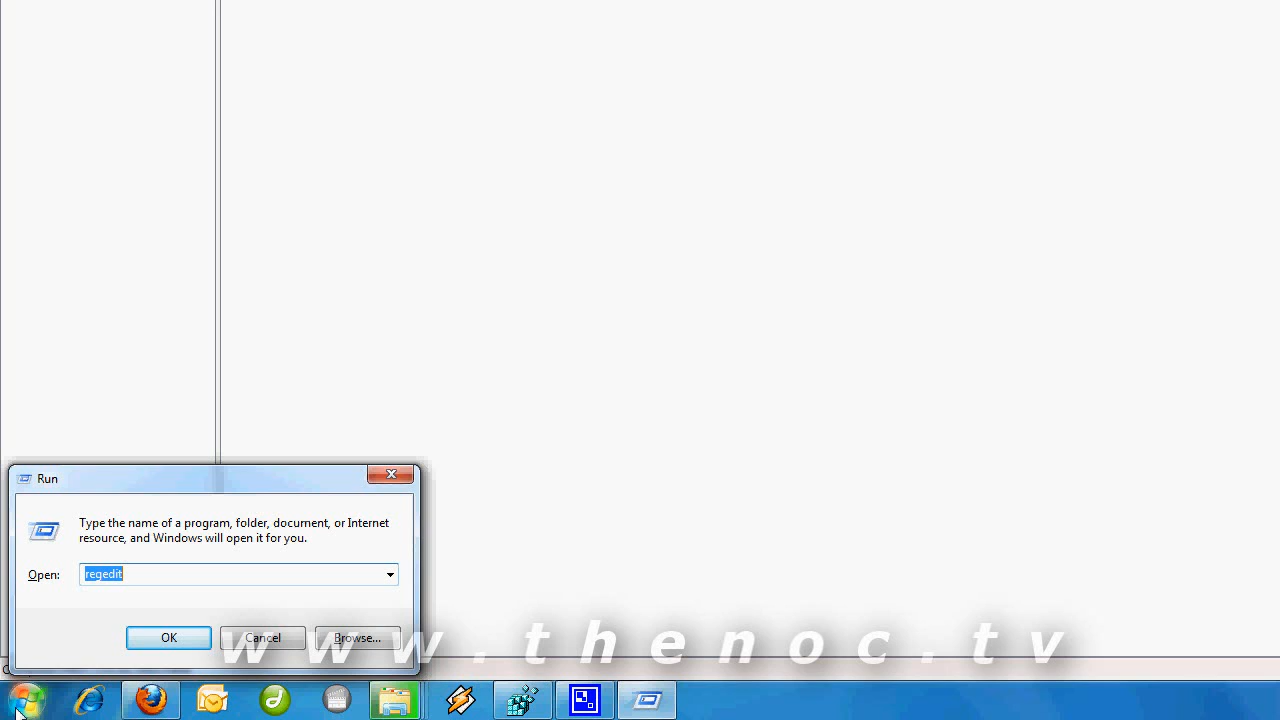 Run
Type the name of a program, folder, document, or Internet
resource, and Windows will open it for you.
Open:
regedit
OK
Cancel
Browse...
www.thenoc.tv